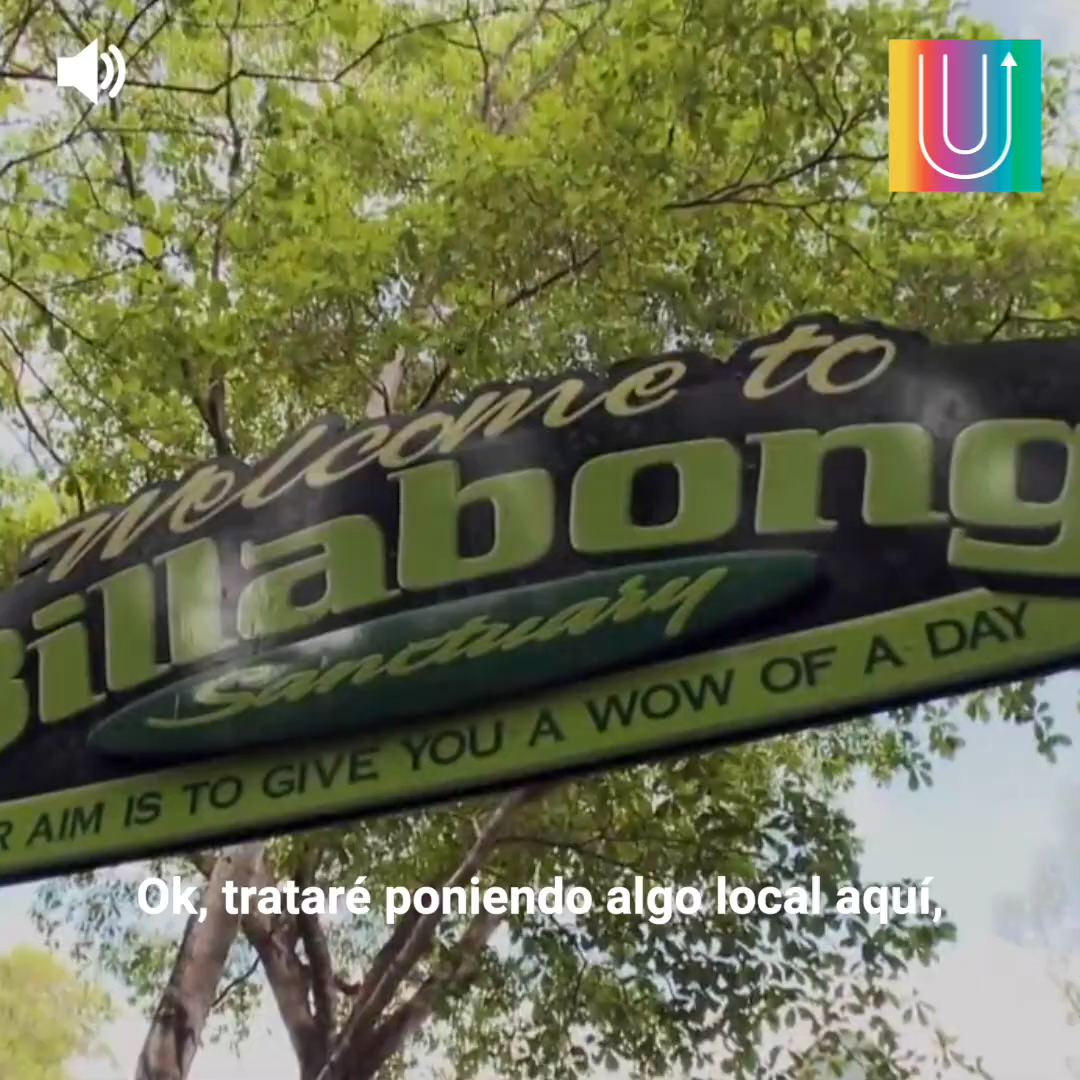 U
Welcome to
Billabong
Sanctuary
R AIM IS TO GIVE YOU A WOW OF A DAY
Ok, trataré poniendo algo local aquí,